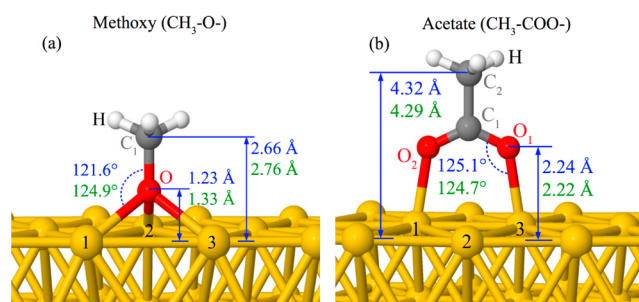 Methoxy (CH3-O-)
Acetate (CH3-COO-)
(a)
H
C1
O
121.6°
124.9°
1.23 Å
1.33 Å
2.66 Å
2.76 Å
1
2
3
(b)
H
C2
C1
O1
O2
4.32 Å
4.29 Å
125.1°
124.7°
2.24 Å
2.22 Å
1
2
3